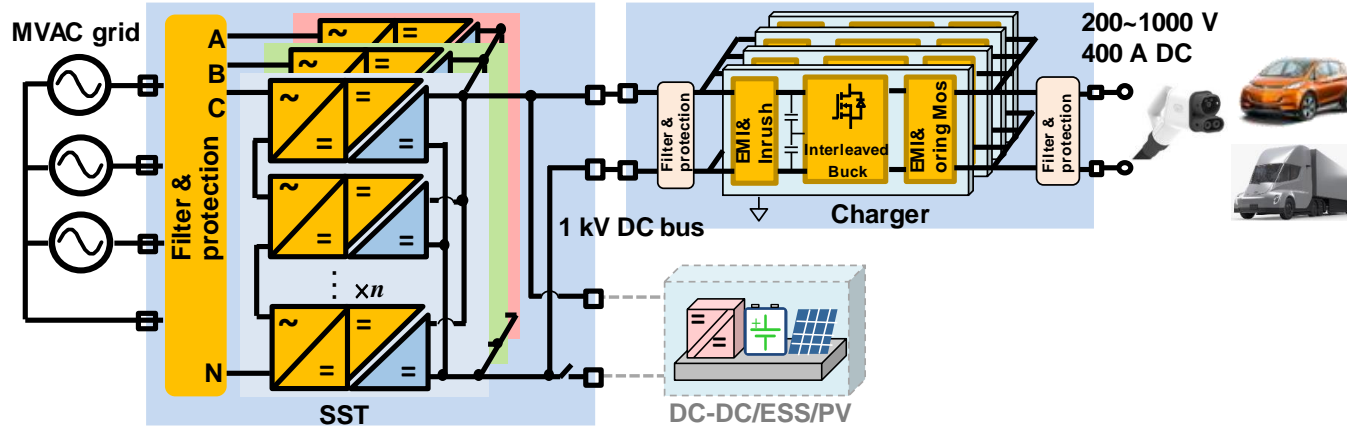 MVAC grid
A
B
C
N
Filter &
protection
~
=
~
=
~
=
=
=
~
=
=
=
⋮ ×n
~
=
=
=
SST
1 kV DC bus
Filter &
protection
EMI&
Inrush
Interleaved
Buck
EMI&
oring Mos
Charger
Filter &
protection
200~1000 V
400 A DC
=
=
+
DC-DC/ESS/PV